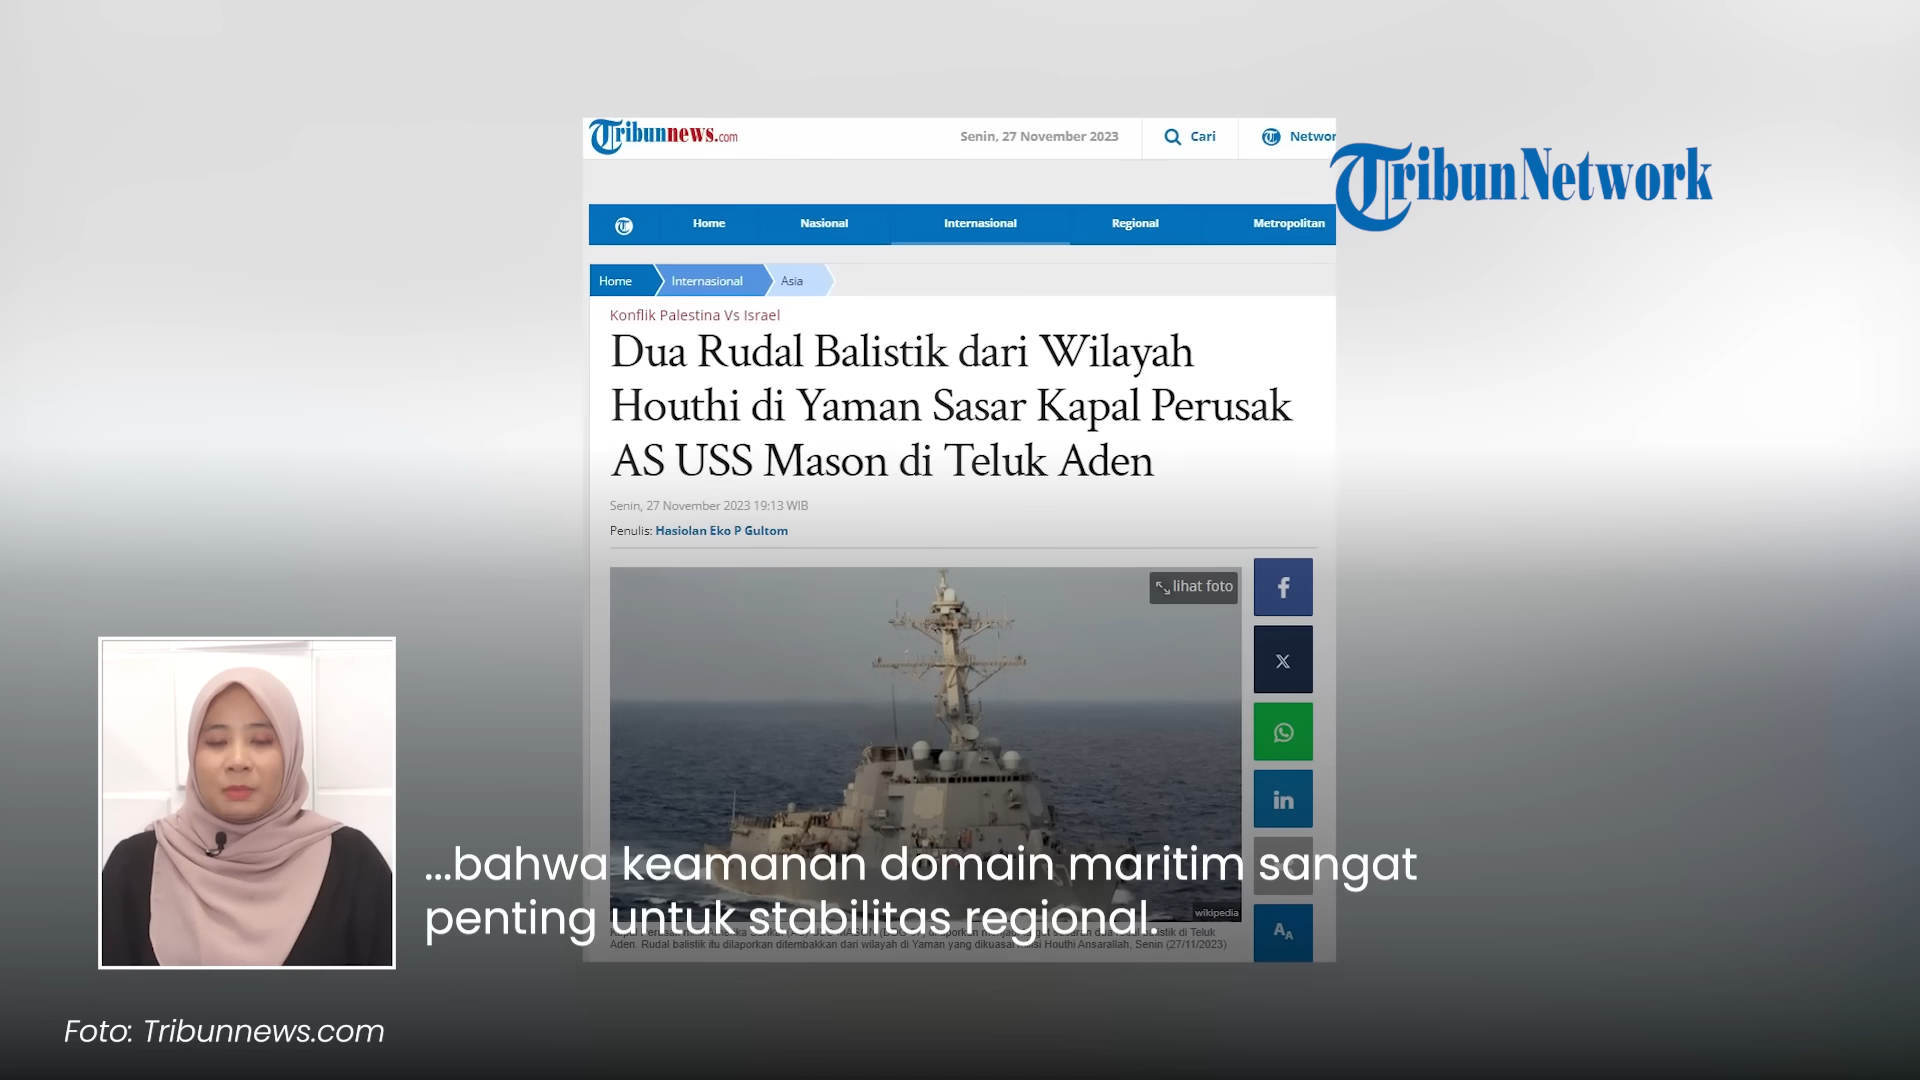 Tribunnews.com
Senin, 27 November 2023
Cari
Networ
TribunNetwork
Home
Nasional
Internasional
Regional
Metropolitan
Home
Internasional
Asia
Konflik Palestina Vs Israel
Dua Rudal Balistik dari Wilayah
Houthi di Yaman Sasar Kapal Perusak
AS USS Mason di Teluk Aden
Senin, 27 November 2023 19:13 WIB
Penulis: Hasiolan Eko P Gultom
lihat foto
wikipedia
...bahwa keamanan domain maritim sangat
penting untuk stabilitas regional.
Aden. Rudal balistik itu dilaporkan ditembakkan dari wilayah di Yaman yang dikuasai milisi Houthi Ansarallah, Senin (27/11/2023)
AA
Foto: Tribunnews.com